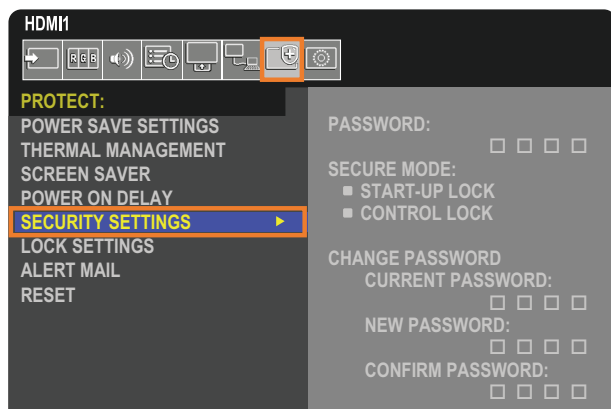 HDMI1
R G B
PROTECT:
POWER SAVE SETTINGS
THERMAL MANAGEMENT
SCREEN SAVER
POWER ON DELAY
SECURITY SETTINGS
LOCK SETTINGS
ALERT MAIL
RESET
PASSWORD:
SECURE MODE:
START-UP LOCK
CONTROL LOCK
CHANGE PASSWORD
CURRENT PASSWORD:
NEW PASSWORD:
CONFIRM PASSWORD: